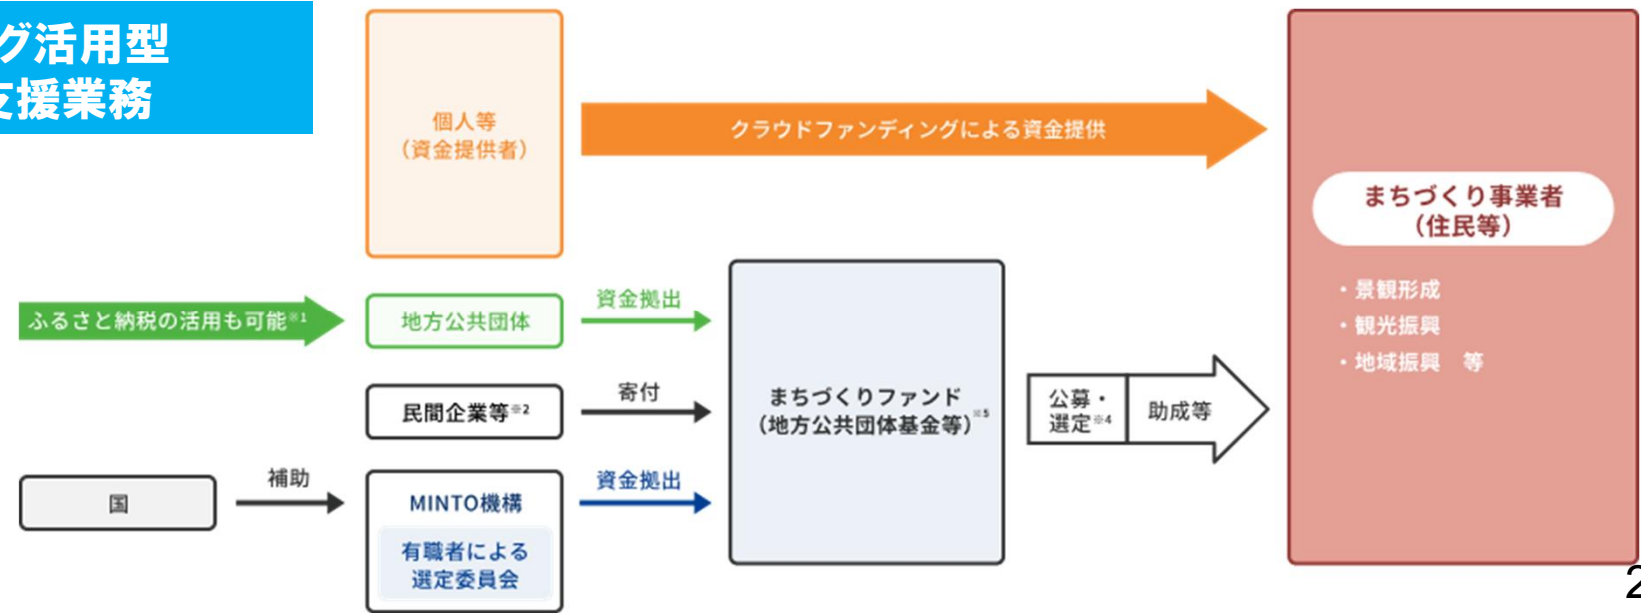 グ活用型
支援業務
個人等
（資金提供者）
クラウドファンディングによる資金提供
まちづくり事業者
（住民等）
・景観形成
・観光振興
・地域振興　等
ふるさと納税の活用も可能※1
地方公共団体
資金拠出
民間企業等※2
寄付
まちづくりファンド
（地方公共団体基金等）※5
公募・
選定※4
助成等
国
補助
MINTO機構
有職者による
選定委員会
資金拠出
2